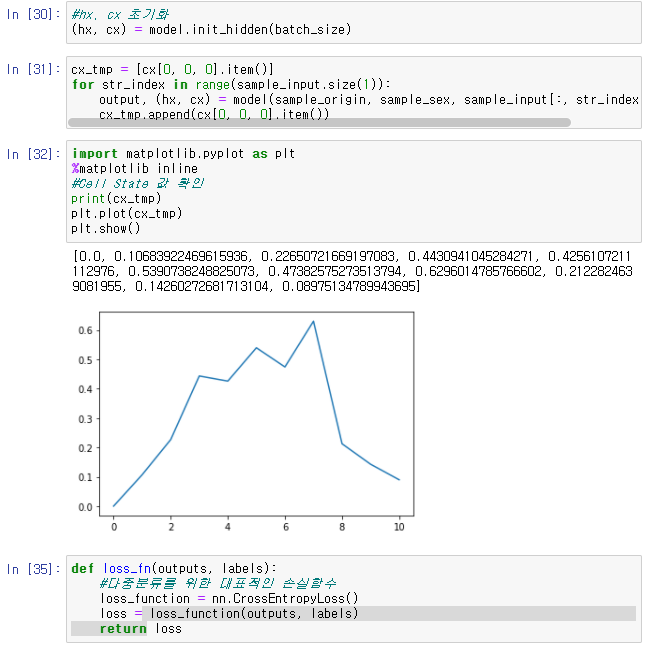 In [30]:
#hx, cx 초기화
(hx, cx) = model.init_hidden(batch_size)
In [31]:
cx_tmp = [cx[0, 0, 0].item()]
for str_index in range(sample_input.size(1)):
    output, (hx, cx) = model(sample_origin, sample_sex, sample_input[:, str_index
    cx_tmp.append(cx[0, 0, 0].item())
In [32]:
import matplotlib.pyplot as plt
%matplotlib inline
#Cell State 값 확인
print(cx_tmp)
plt.plot(cx_tmp)
plt.show()
[0.0, 0.10683922469615936, 0.22650721669197083, 0.4430941045284271, 0.4256107211
112976, 0.5390738248825073, 0.47382575273513794, 0.6296014785766602, 0.212282463
9081955, 0.14260272681713104, 0.08975134789943695]
0.6
0.5
0.4
0.3
0.2
0.1
0.0
0 2 4 6 8 10
In [35]:
def loss_fn(outputs, labels):
    #다중분류를 위한 대표적인 손실함수
    loss_function = nn.CrossEntropyLoss()
    loss = loss_function(outputs, labels)
    return loss